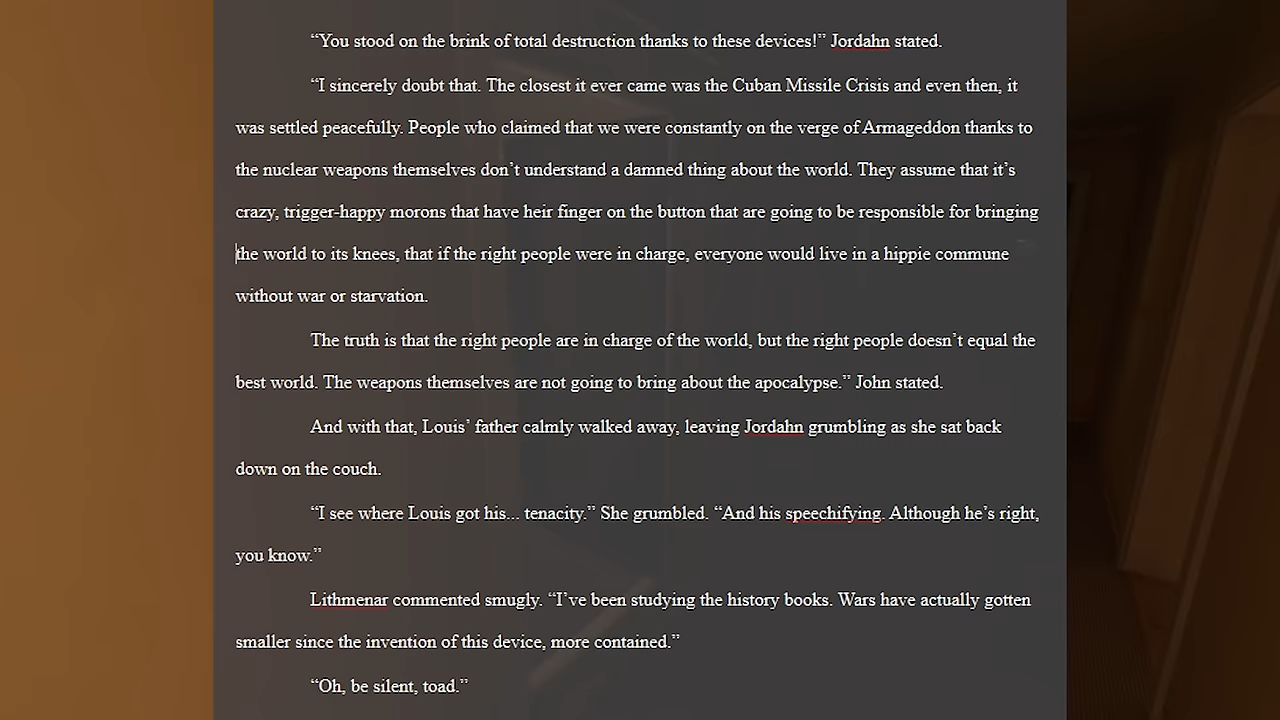 “You stood on the brink of total destruction thanks to these devices!” Jordahn stated.
“I sincerely doubt that. The closest it ever came was the Cuban Missile Crisis and even then, it
was settled peacefully. People who claimed that we were constantly on the verge of Armageddon thanks to
the nuclear weapons themselves don’t understand a damned thing about the world. They assume that it’s
crazy, trigger-happy morons that have heir finger on the button that are going to be responsible for bringing
the world to its knees, that if the right people were in charge, everyone would live in a hippie commune
without war or starvation.
The truth is that the right people are in charge of the world, but the right people doesn’t equal the
best world. The weapons themselves are not going to bring about the apocalypse.” John stated.
And with that, Louis’ father calmly walked away, leaving Jordahn grumbling as she sat back
down on the couch.
“I see where Louis got his... tenacity.” She grumbled. “And his speechifying. Although he’s right,
you know.”
Lithmenar commented smugly. “I’ve been studying the history books. Wars have actually gotten
smaller since the invention of this device, more contained.”
“Oh, be silent, toad.”